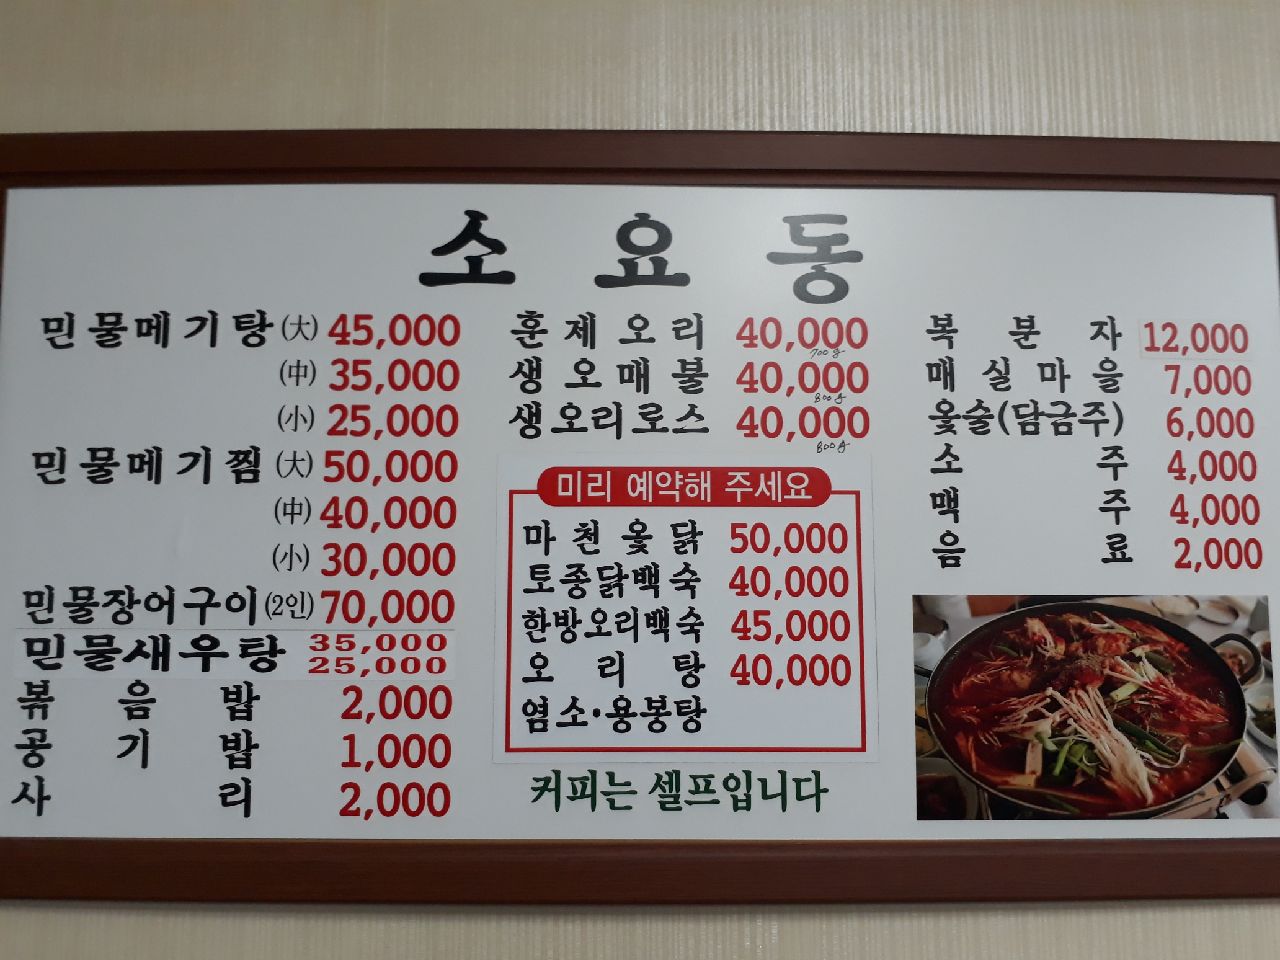 소요동
민물메기탕(大) 45,000
(中) 35,000
(小) 25,000
민물메기찜(大) 50,000
(中) 40,000
(小) 30,000
민물장어구이(2인) 70,000
민물새우탕 35,000
25,000
볶음밥 2,000
공기밥 1,000
사리 2,000
훈제오리 40,000
700g
생오매불 40,000
800g
생오리로스 40,000
800g
미리 예약해 주세요
마천옻닭 50,000
토종닭백숙 40,000
한방오리백숙 45,000
오리탕 40,000
염소·용봉탕
커피는 셀프입니다
복분자 12,000
매실마을 7,000
옻술(담금주) 6,000
소주 4,000
맥주 4,000
음료 2,000